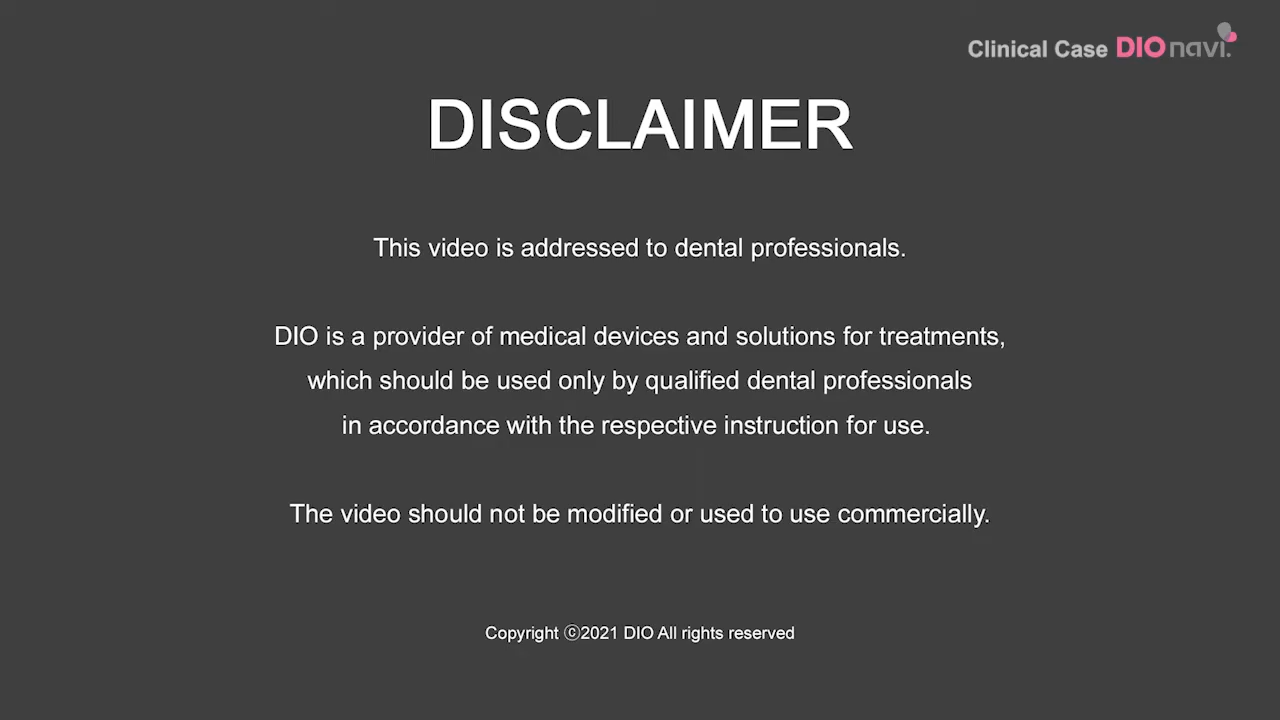 Clinical Case DIO navi.
DISCLAIMER
This video is addressed to dental professionals.
DIO is a provider of medical devices and solutions for treatments,
which should be used only by qualified dental professionals
in accordance with the respective instruction for use.
The video should not be modified or used to use commercially.
Copyright ⓒ2021 DIO All rights reserved